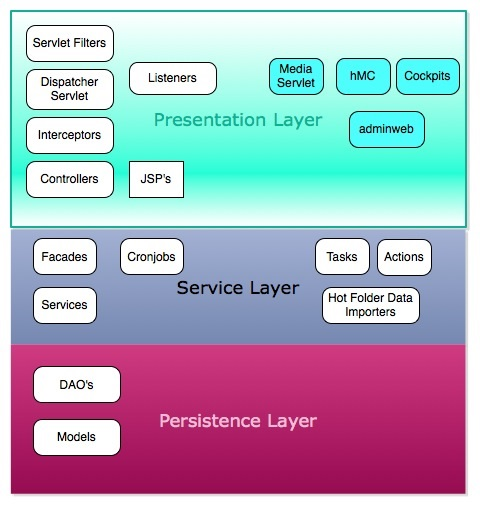 Servlet Filters
Dispatcher
Servlet
Listeners
Media
Servlet
hMC
Cockpits
Interceptors
Presentation Layer
adminweb
Controllers
JSP's
Facades
Cronjobs
Tasks
Actions
Services
Service Layer
Hot Folder Data
Importers
DAO's
Persistence Layer
Models